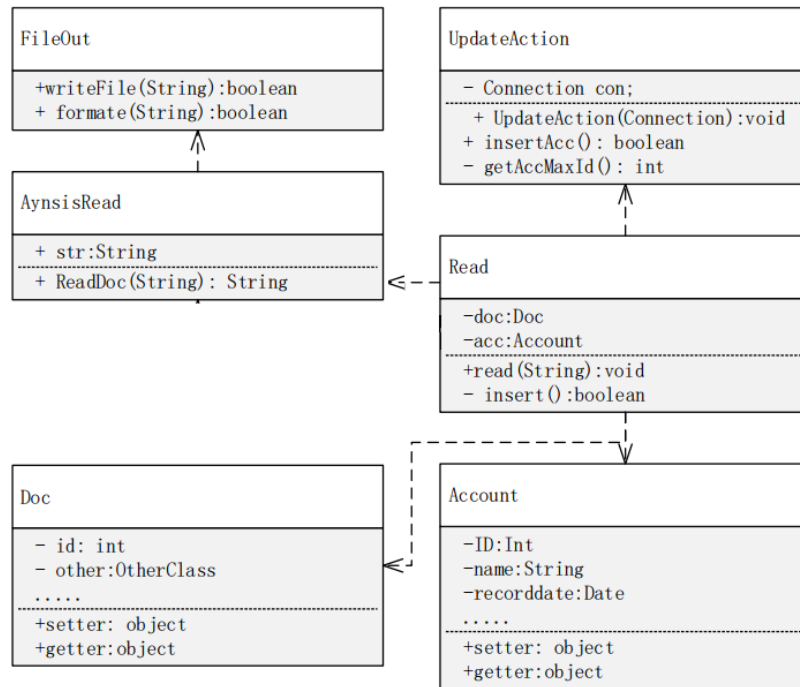 FileOut
+writeFile(String):boolean
+ formate(String):boolean
UpdateAction
- Connection con;
+ UpdateAction(Connection):void
+ insertAcc(): boolean
- getAccMaxId(): int
AynsisRead
+ str:String
+ ReadDoc(String): String
Read
-doc:Doc
-acc:Account
+read(String):void
- insert():boolean
Doc
- id: int
- other:OtherClass
.....
+setter: object
+getter:object
Account
-ID:Int
-name:String
-recorddate:Date
.....
+setter: object
+getter:object